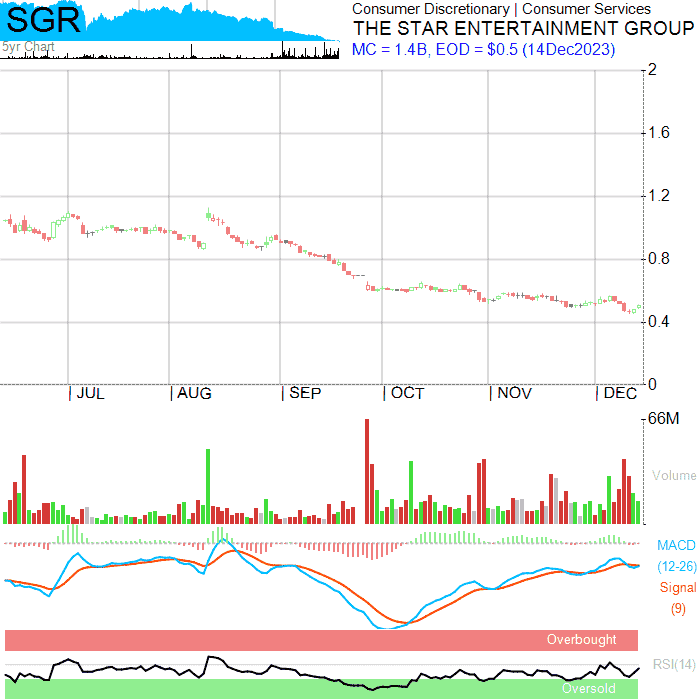 SGR
5yr Chart
Consumer Discretionary | Consumer Services
THE STAR ENTERTAINMENT GROUP
MC = 1.4B, EOD = $0.5 (14Dec2023)
2
1.6
1.2
0.8
0.4
0
| JUL | AUG | SEP | OCT | NOV | DEC
66M
Volume
MACD
(12-26)
Signal
(9)
Overbought
RSI(14)
Oversold